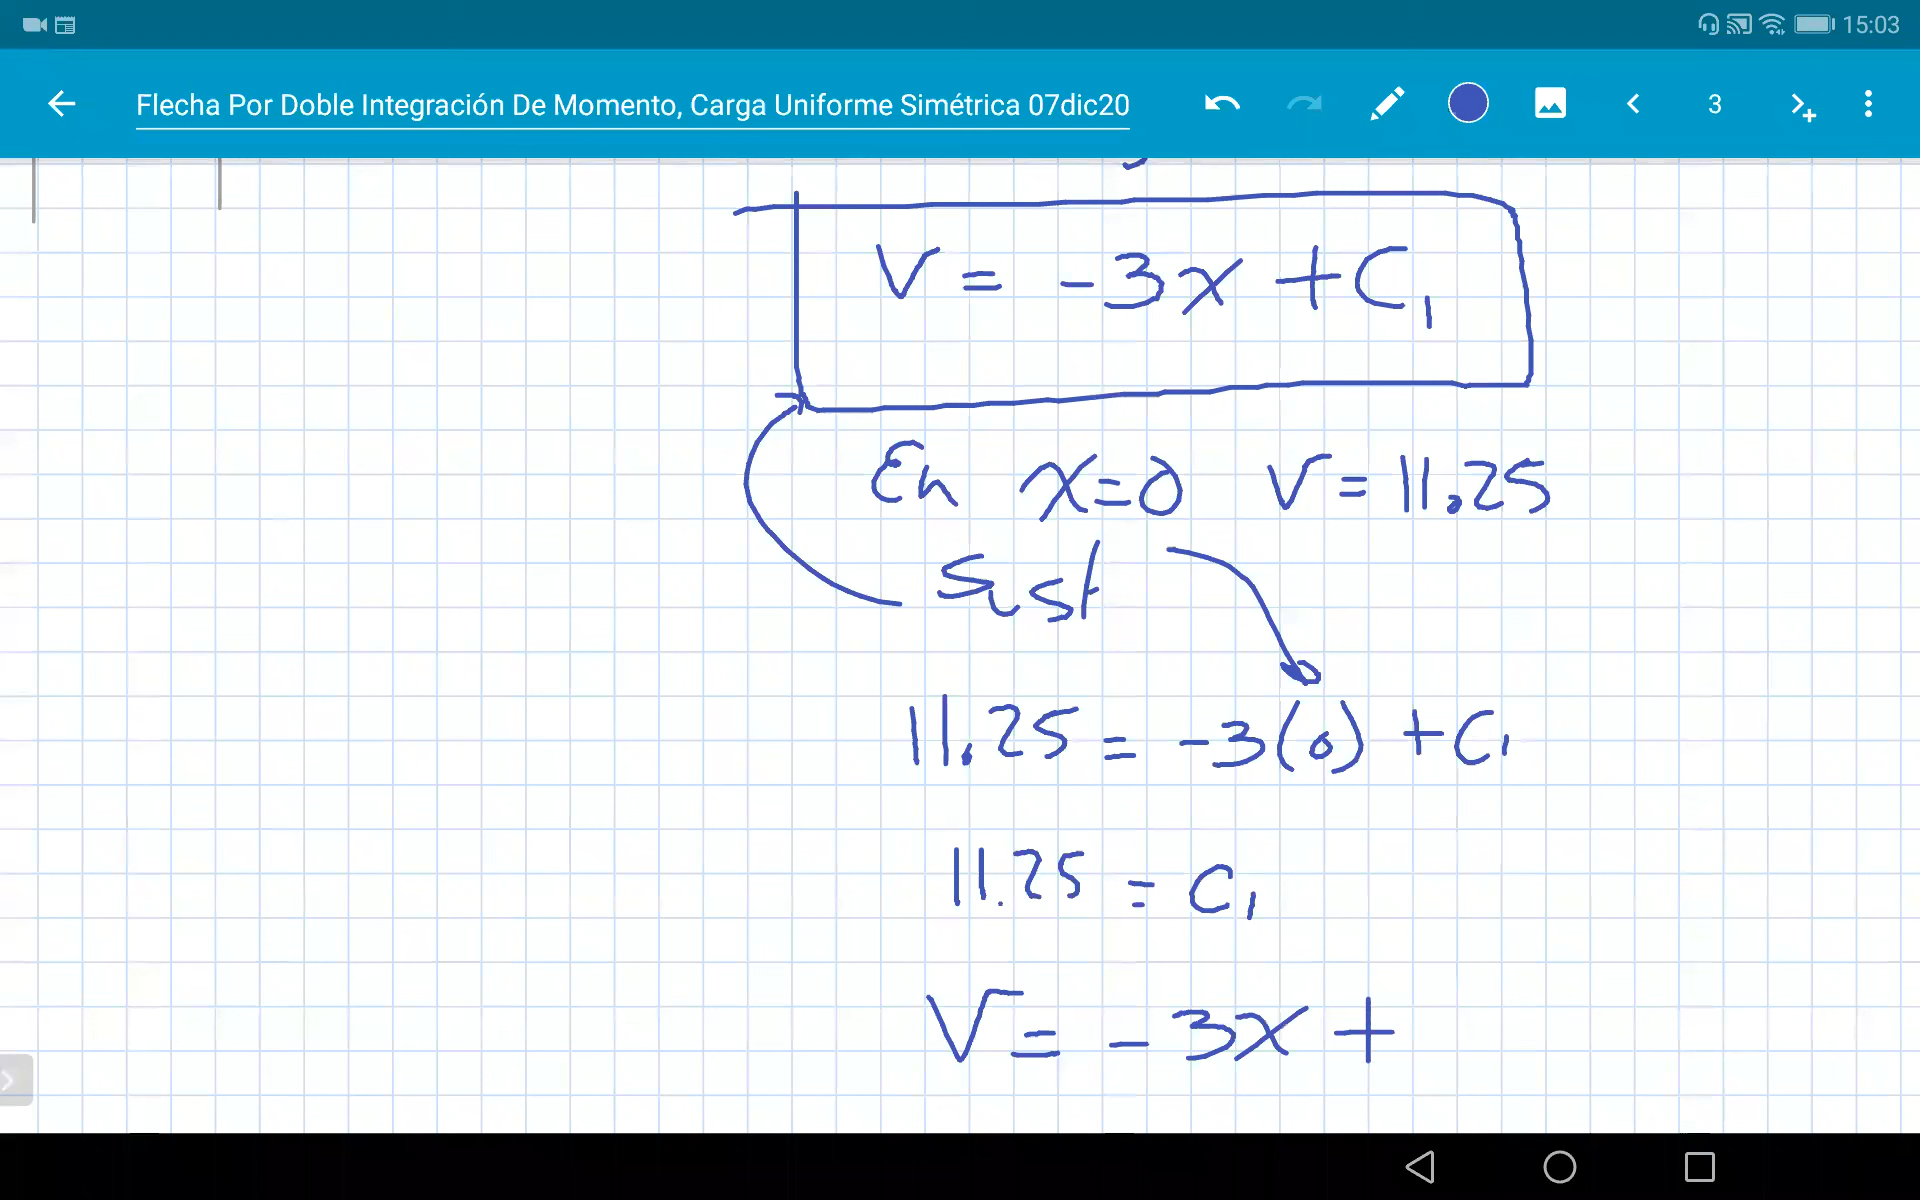 15:03
Flecha Por Doble Integración De Momento, Carga Uniforme Simétrica 07dic20 3
V = -3x + C₁
En x=0 V = 11.25
Sust
11.25 = -3(0) + C₁
11.25 = C₁
V = -3x +